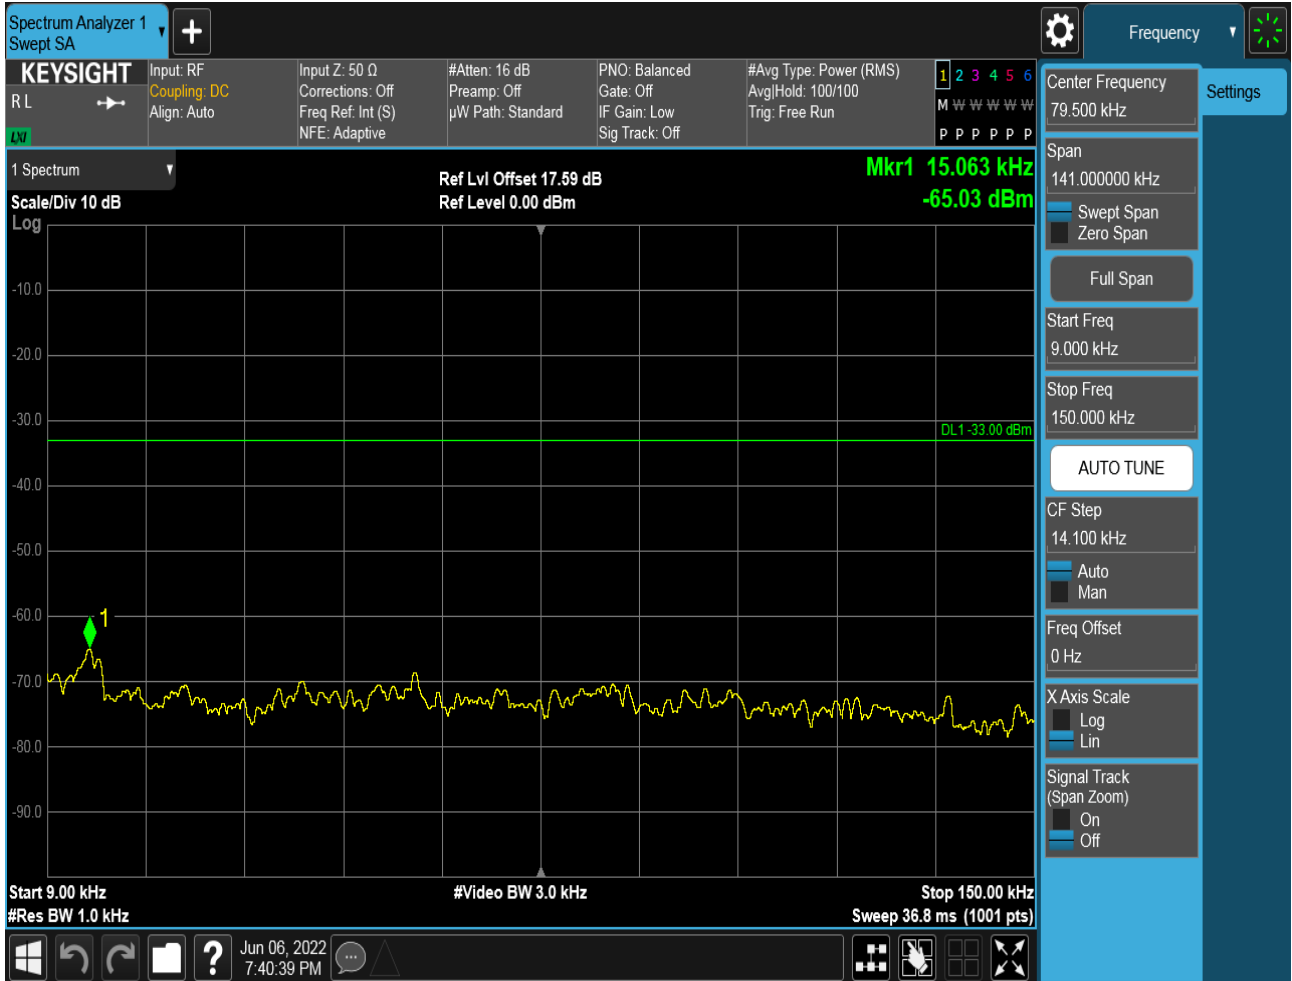 Spectrum Analyzer 1
Swept SA
Frequency
KEYSIGHT
R L
LXI
Input: RF
Coupling: DC
Align: Auto
Input Z: 50 Ω
Corrections: Off
Freq Ref: Int (S)
NFE: Adaptive
#Atten: 16 dB
Preamp: Off
µW Path: Standard
PNO: Balanced
Gate: Off
IF Gain: Low
Sig Track: Off
#Avg Type: Power (RMS)
Avg|Hold: 100/100
Trig: Free Run
1 2 3 4 5 6
M W W W W W
P P P P P P
1 Spectrum
Scale/Div 10 dB
Log
Ref Lvl Offset 17.59 dB
Ref Level 0.00 dBm
Mkr1 15.063 kHz
-65.03 dBm
-10.0
-20.0
-30.0
DL1 -33.00 dBm
-40.0
-50.0
-60.0
1
-70.0
-80.0
-90.0
Start 9.00 kHz
#Video BW 3.0 kHz
Stop 150.00 kHz
#Res BW 1.0 kHz
Sweep 36.8 ms (1001 pts)
Jun 06, 2022
7:40:39 PM
Center Frequency
79.500 kHz
Settings
Span
141.000000 kHz
Swept Span
Zero Span
Full Span
Start Freq
9.000 kHz
Stop Freq
150.000 kHz
AUTO TUNE
CF Step
14.100 kHz
Auto
Man
Freq Offset
0 Hz
X Axis Scale
Log
Lin
Signal Track
(Span Zoom)
On
Off